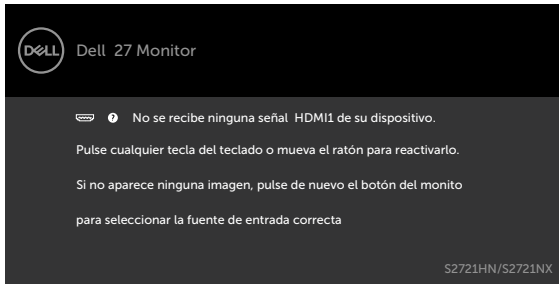 DELL
Dell 27 Monitor
? No se recibe ninguna señal HDMI1 de su dispositivo.
Pulse cualquier tecla del teclado o mueva el ratón para reactivarlo.
Si no aparece ninguna imagen, pulse de nuevo el botón del monito
para seleccionar la fuente de entrada correcta
S2721HN/S2721NX